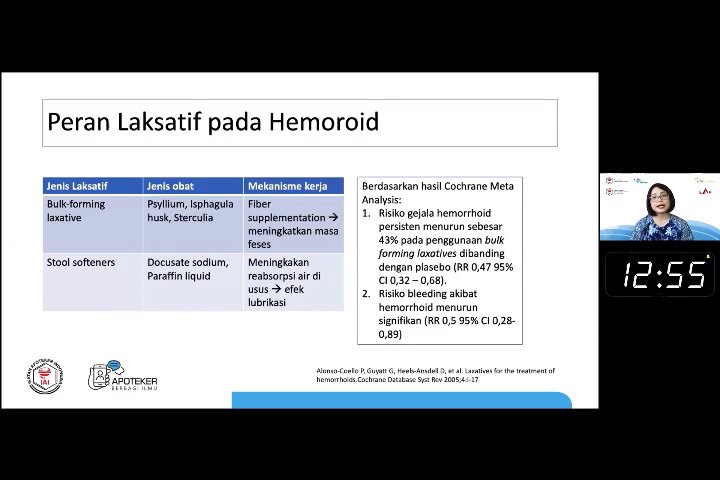 Peran Laksatif pada Hemoroid
Jenis Laksatif
Jenis obat
Mekanisme kerja
Bulk-forming
laxative
Psyllium, Isphagula
husk, Sterculia
Fiber
supplementation →
meningkatkan masa
feses
Stool softeners
Docusate sodium,
Paraffin liquid
Meningkakan
reabsorpsi air di
usus → efek
lubrikasi
Berdasarkan hasil Cochrane Meta
Analysis:
1. Risiko gejala hemorrhoid
persisten menurun sebesar
43% pada penggunaan bulk
forming laxatives dibanding
dengan plasebo (RR 0,47 95%
CI 0,32 – 0,68).
2. Risiko bleeding akibat
hemorrhoid menurun
signifikan (RR 0,5 95% CI 0,28-
0,89)
Alonso-Coello P, Guyatt G, Heels-Ansdell D, et al. Laxatives for the treatment of
hemorrhoids.Cochrane Database Syst Rev 2005;4:i-17
IAI
APOTEKER
BERBAGI ILMU
12:55